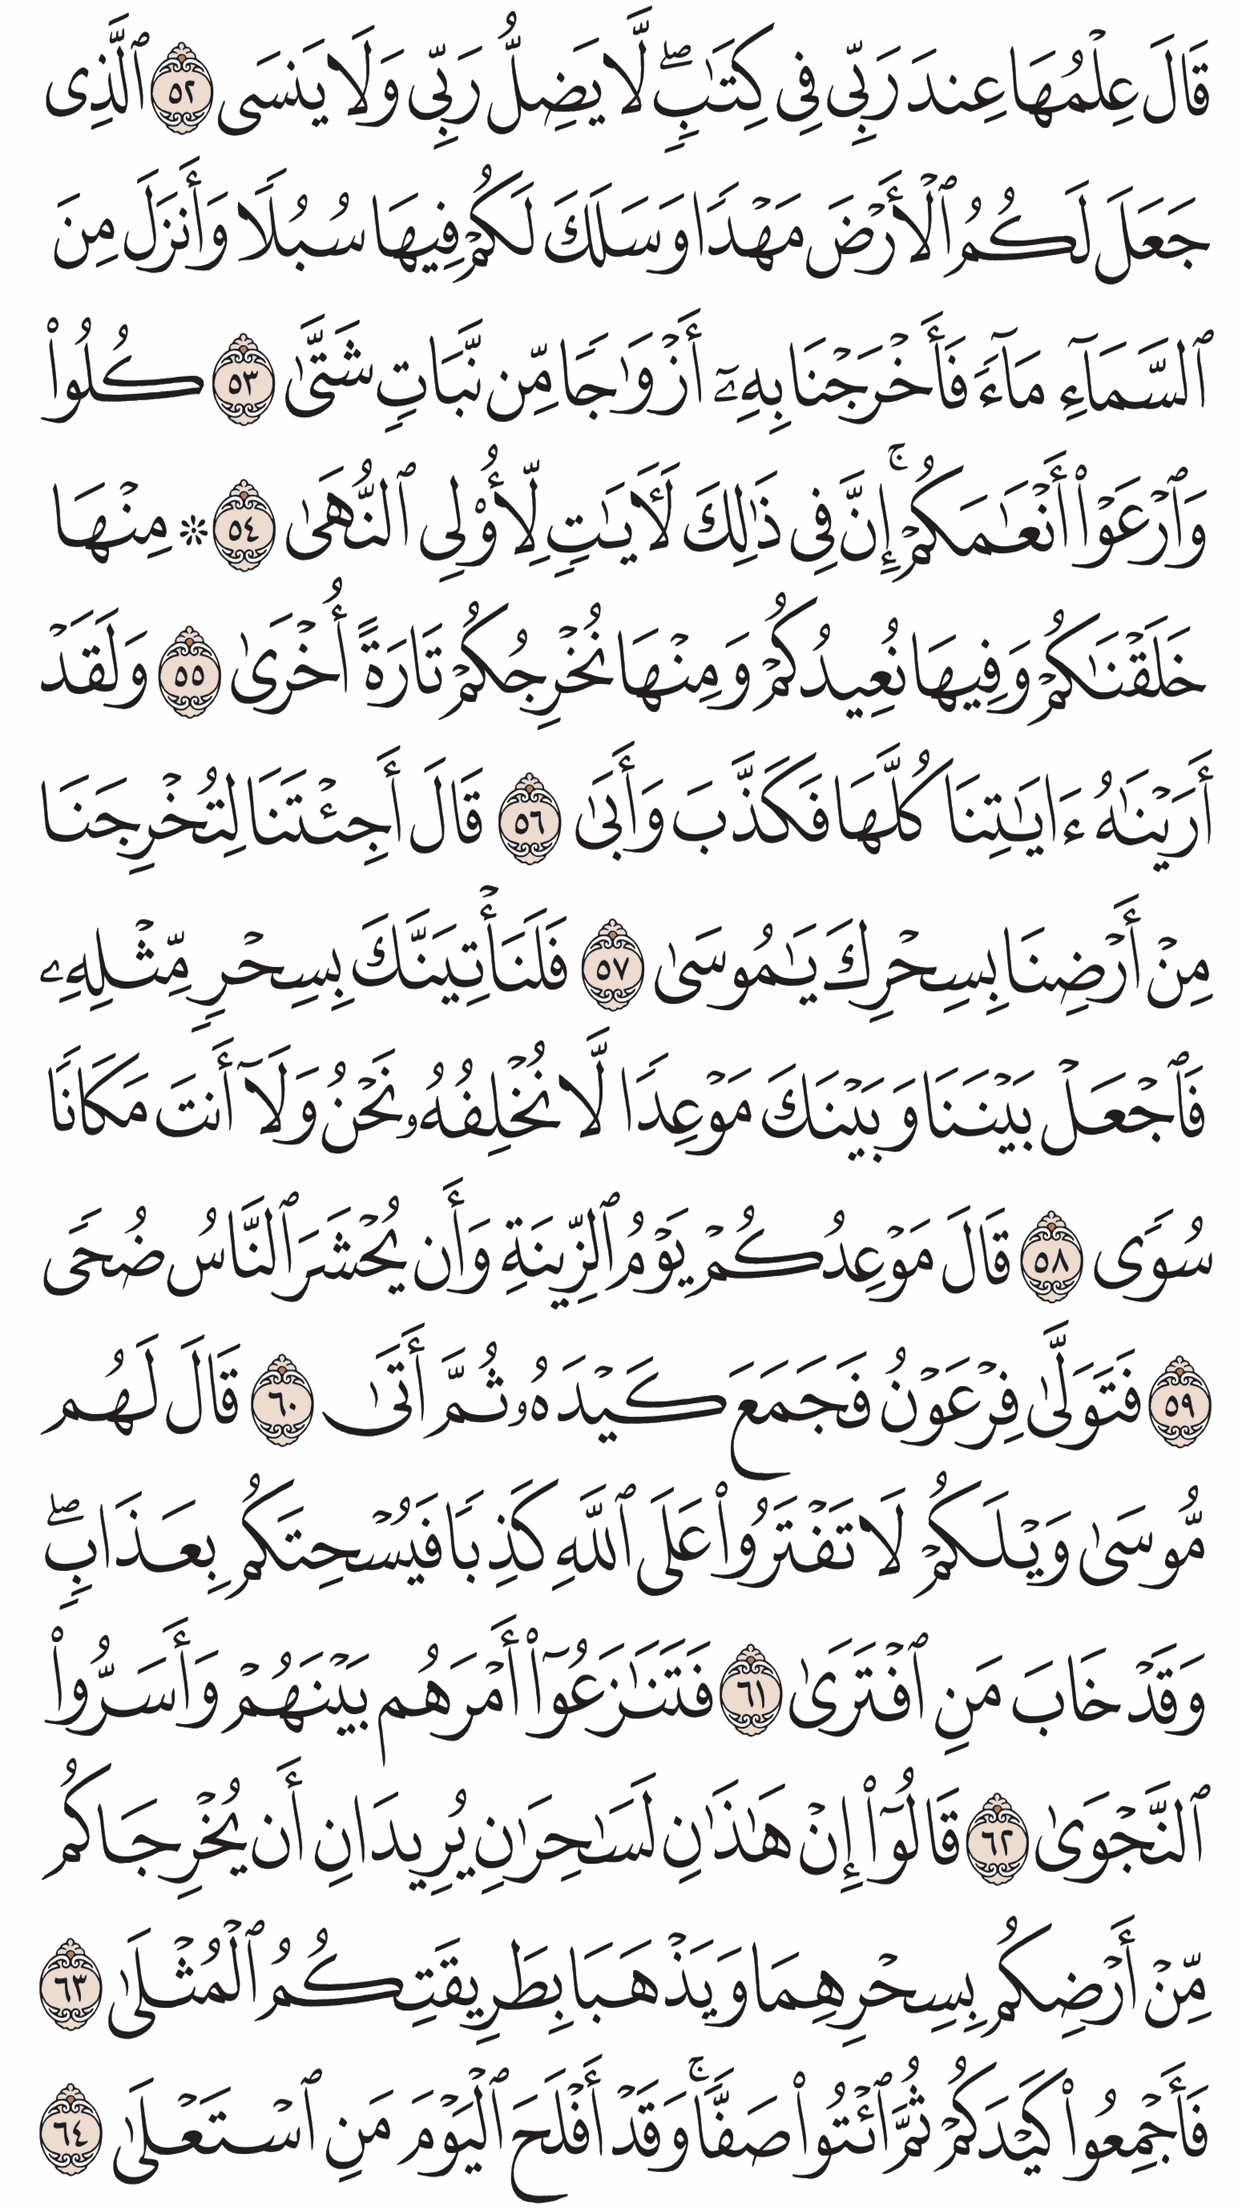 قَالَ عِلْمُهَا عِندَ رَبِّى فِى كِتَٰبٍۖ لَّا يَضِلُّ رَبِّى وَلَا يَنسَى ٥٢ ٱلَّذِى
جَعَلَ لَكُمُ ٱلْأَرْضَ مَهْدًا وَسَلَكَ لَكُمْ فِيهَا سُبُلًا وَأَنزَلَ مِنَ
ٱلسَّمَآءِ مَآءً فَأَخْرَجْنَا بِهِۦٓ أَزْوَٰجًا مِّن نَّبَاتٍ شَتَّىٰ ٥٣ كُلُوا۟
وَٱرْعَوْا۟ أَنْعَٰمَكُمْۚ إِنَّ فِى ذَٰلِكَ لَأٓيَٰتٍ لِّأُو۟لِى ٱلنُّهَىٰ ٥٤ ۞ مِنْهَا
خَلَقْنَٰكُمْ وَفِيهَا نُعِيدُكُمْ وَمِنْهَا نُخْرِجُكُمْ تَارَةً أُخْرَىٰ ٥٥ وَلَقَدْ
أَرَيْنَٰهُ ءَايَٰتِنَا كُلَّهَا فَكَذَّبَ وَأَبَىٰ ٥٦ قَالَ أَجِئْتَنَا لِتُخْرِجَنَا
مِنْ أَرْضِنَا بِسِحْرِكَ يَٰمُوسَىٰ ٥٧ فَلَنَأْتِيَنَّكَ بِسِحْرٍ مِّثْلِهِۦ
فَٱجْعَلْ بَيْنَنَا وَبَيْنَكَ مَوْعِدًا لَّا نُخْلِفُهُۥ نَحْنُ وَلَآ أَنتَ مَكَانًا
سُوًى ٥٨ قَالَ مَوْعِدُكُمْ يَوْمُ ٱلزِّينَةِ وَأَن يُحْشَرَ ٱلنَّاسُ ضُحًى
٥٩ فَتَوَلَّىٰ فِرْعَوْنُ فَجَمَعَ كَيْدَهُۥ ثُمَّ أَتَىٰ ٦٠ قَالَ لَهُم
مُّوسَىٰ وَيْلَكُمْ لَا تَفْتَرُوا۟ عَلَى ٱللَّهِ كَذِبًا فَيُسْحِتَكُم بِعَذَابٍۖ
وَقَدْ خَابَ مَنِ ٱفْتَرَىٰ ٦١ فَتَنَٰزَعُوٓا۟ أَمْرَهُم بَيْنَهُمْ وَأَسَرُّوا۟
ٱلنَّجْوَىٰ ٦٢ قَالُوٓا۟ إِنْ هَٰذَٰنِ لَسَٰحِرَٰنِ يُرِيدَانِ أَن يُخْرِجَاكُم
مِّنْ أَرْضِكُم بِسِحْرِهِمَا وَيَذْهَبَا بِطَرِيقَتِكُمُ ٱلْمُثْلَىٰ ٦٣
فَأَجْمِعُوا۟ كَيْدَكُمْ ثُمَّ ٱئْتُوا۟ صَفًّاۚ وَقَدْ أَفْلَحَ ٱلْيَوْمَ مَنِ ٱسْتَعْلَىٰ ٦٤